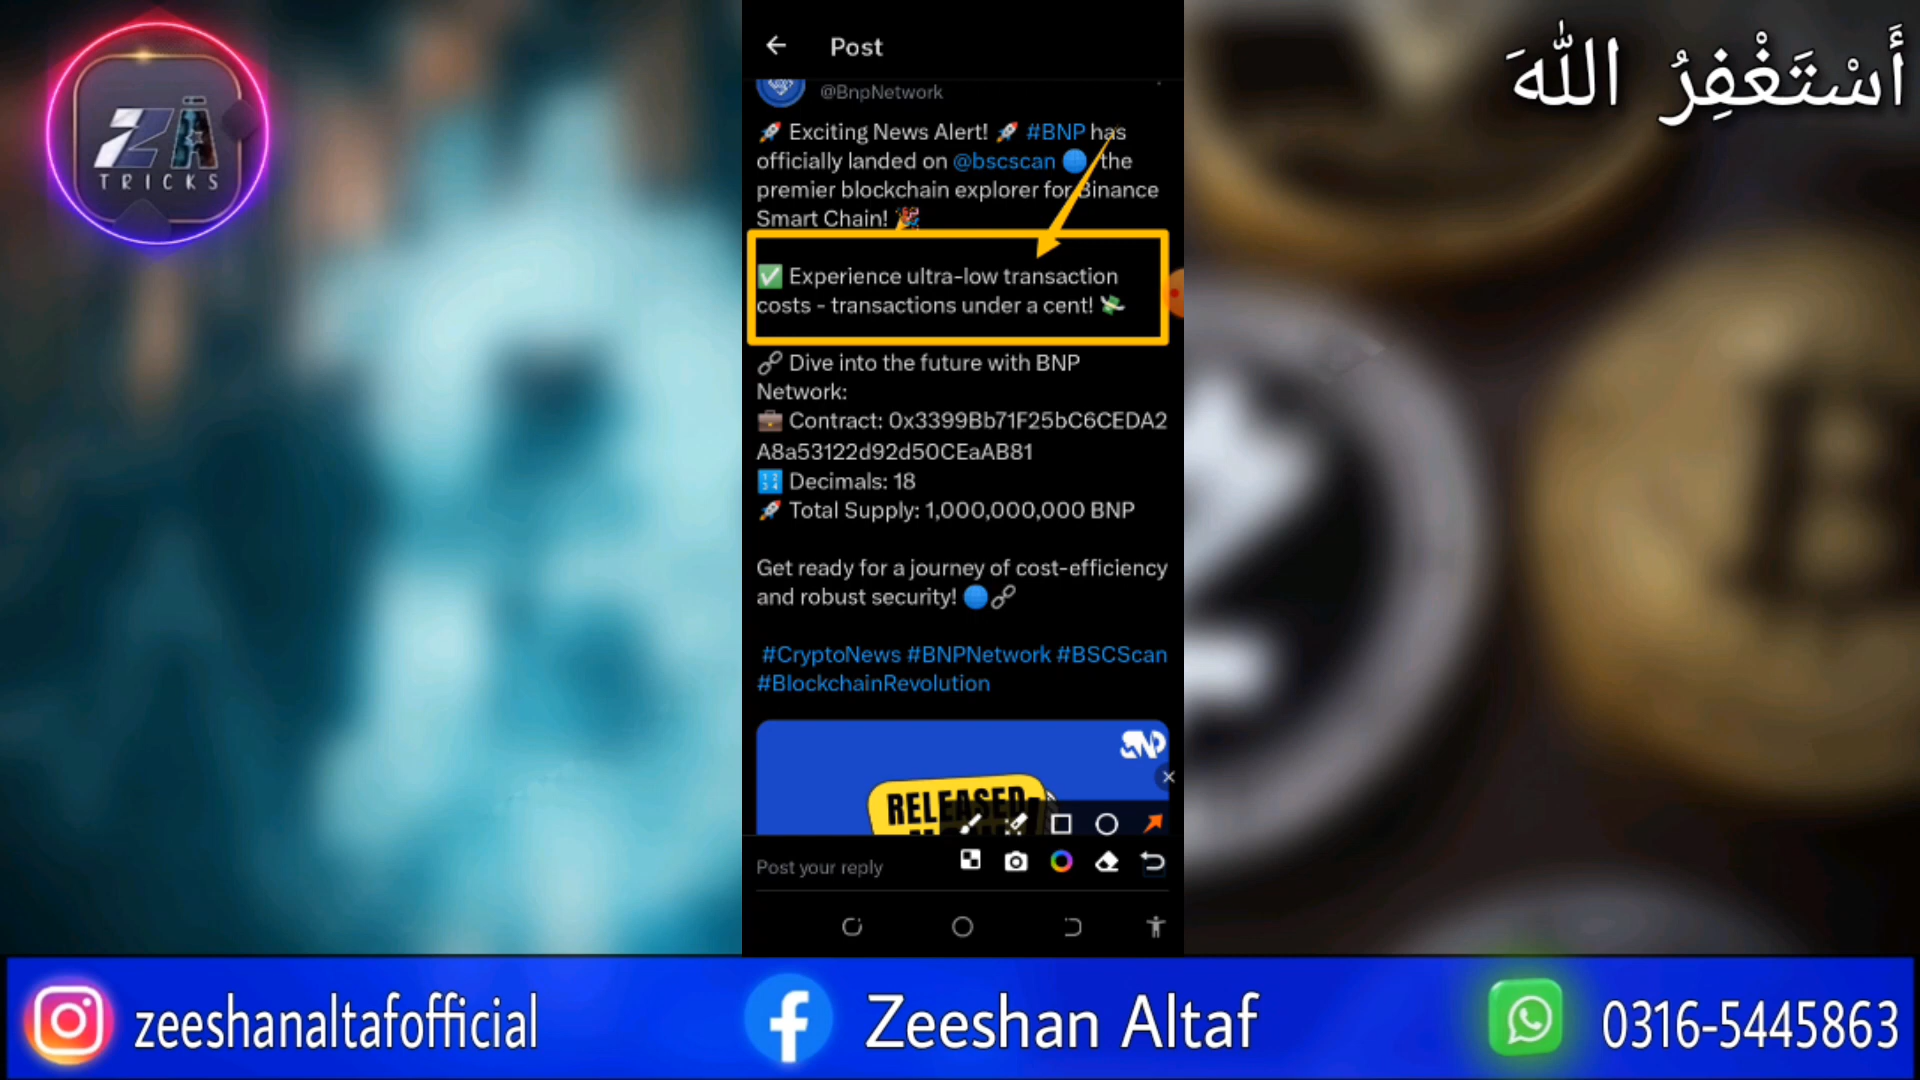 ZA
TRICKS
أَسْتَغْفِرُ اللّٰهَ
Post
@BnpNetwork
🚀 Exciting News Alert! 🚀 #BNP has
officially landed on @bscscan 🌐, the
premier blockchain explorer for Binance
Smart Chain! 🎉
✅ Experience ultra-low transaction
costs - transactions under a cent! 💸
🔗 Dive into the future with BNP
Network:
💼 Contract: 0x3399Bb71F25bC6CEDA2
A8a53122d92d50CEaAB81
🔢 Decimals: 18
🚀 Total Supply: 1,000,000,000 BNP
Get ready for a journey of cost-efficiency
and robust security! 🌐🔗
#CryptoNews #BNPNetwork #BSCScan
#BlockchainRevolution
BNP
RELEASED
Post your reply
zeeshanaltafofficial
Zeeshan Altaf
0316-5445863